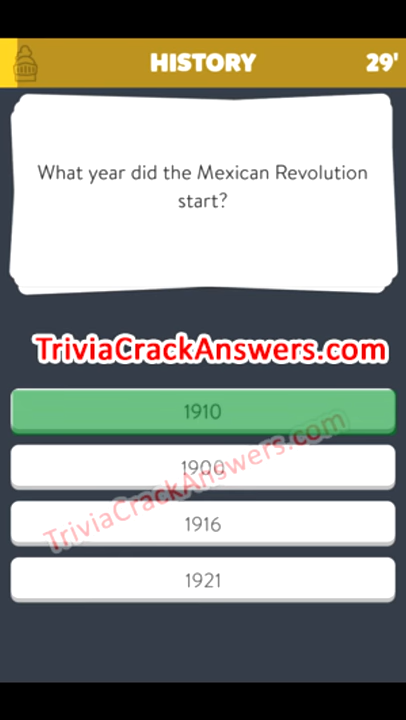 HISTORY 29'
What year did the Mexican Revolution
start?
TriviaCrackAnswers.com
1910
1900
TriviaCrackAnswers.com
1916
1921